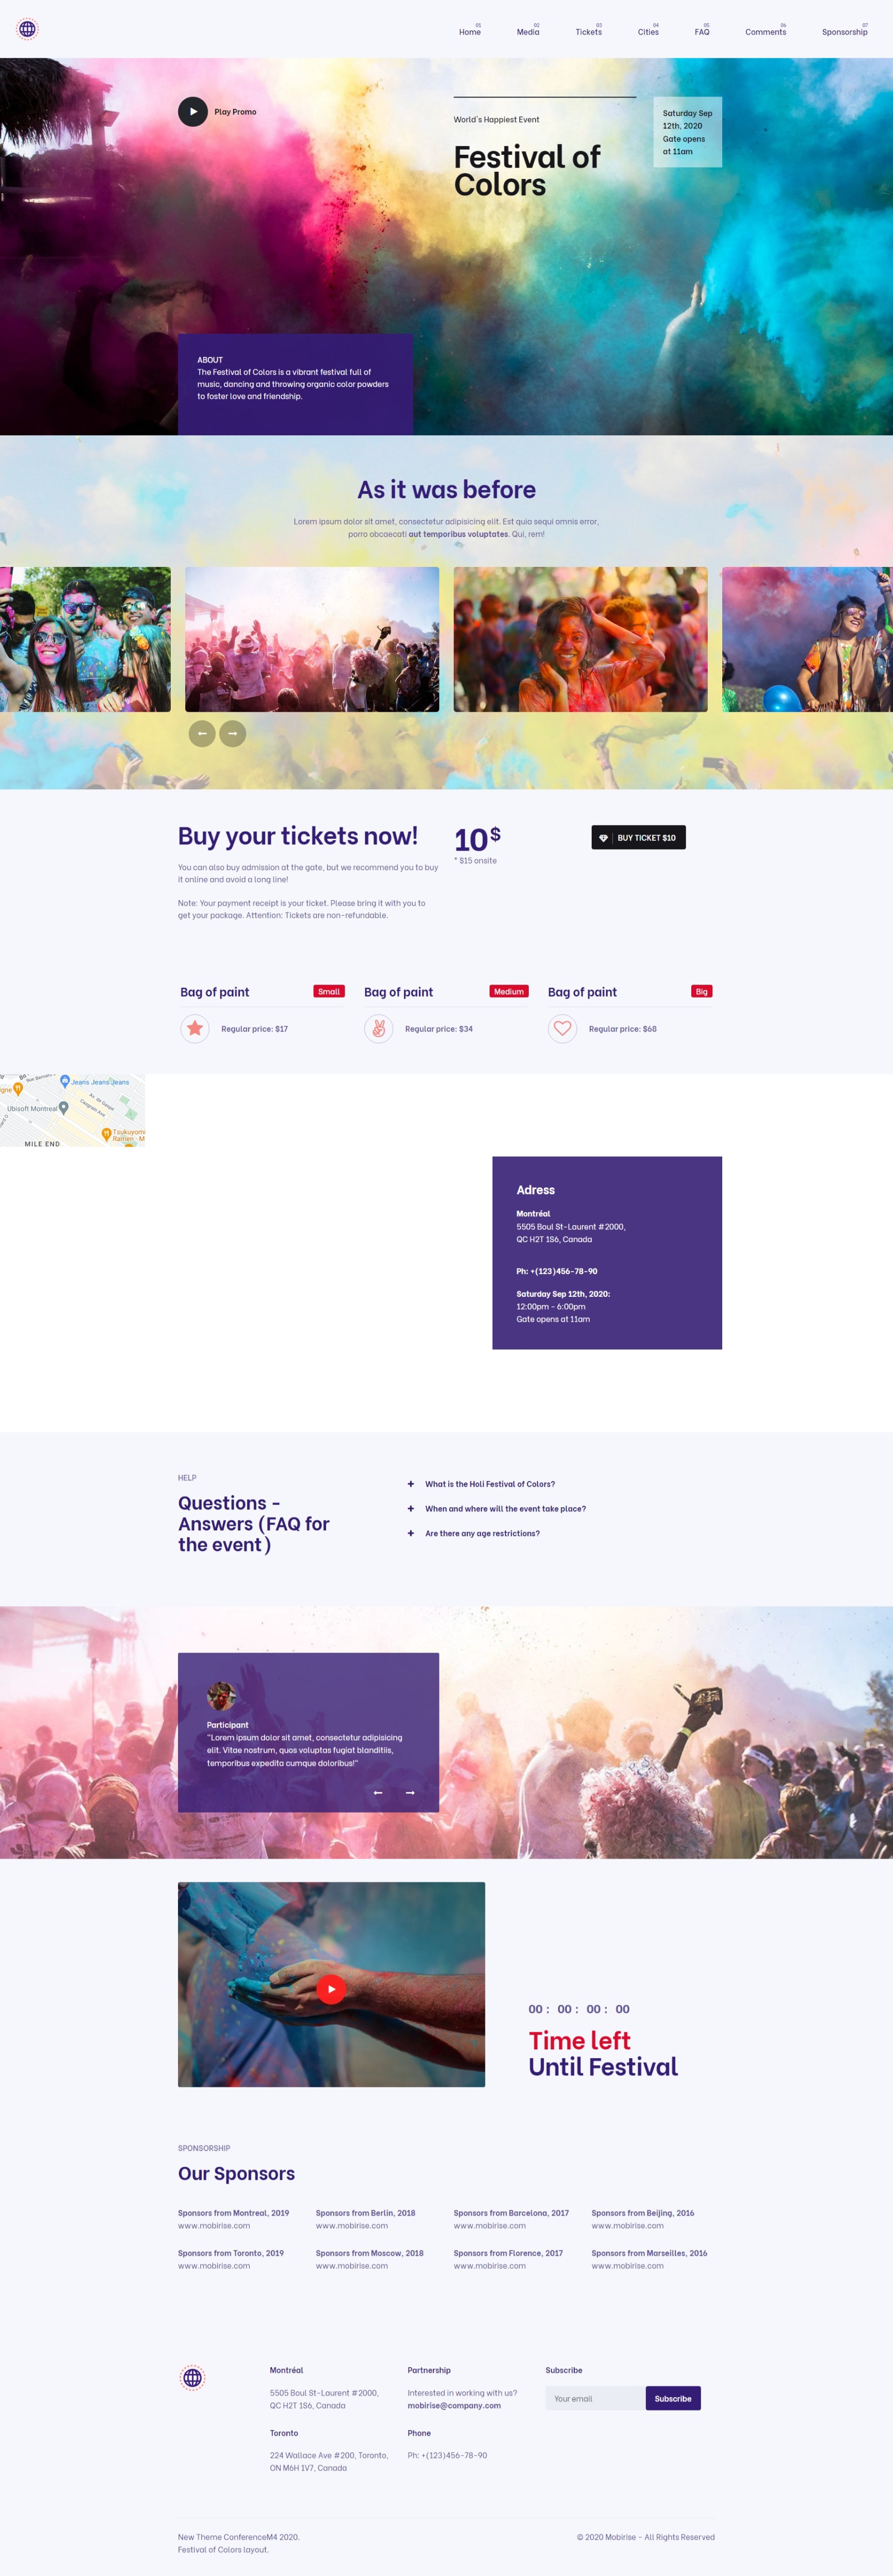 01
Home
02
Media
03
Tickets
04
Cities
05
FAQ
06
Comments
07
Sponsorship
Play Promo
World's Happiest Event
Festival of
Colors
Saturday Sep
12th, 2020
Gate opens
at 11am
ABOUT
The Festival of Colors is a vibrant festival full of
music, dancing and throwing organic color powders
to foster love and friendship.
As it was before
Lorem ipsum dolor sit amet, consectetur adipisicing elit. Est quia sequi omnis error,
porro obcaecati aut temporibus voluptates. Qui, rem!
Buy your tickets now!
You can also buy admission at the gate, but we recommend you to buy
it online and avoid a long line!
Note: Your receipt is your ticket. Please bring it with you to
get your package. Attention: Tickets are non-refundable.
10$
* $15 onsite
BUY TICKET $10
Bag of paint
Small
Regular price: $17
Bag of paint
Medium
Regular price: $34
Bag of paint
Big
Regular price: $68
Jeans Jeans Jeans
Ubisoft Montreal
Tsukuyomi
Ramen - M
MILE END
Adress
Montréal
5505 Boul St-Laurent #2000,
QC H2T 1S6, Canada
Ph: +(123)456-78-90
Saturday Sep 12th, 2020:
12:00pm - 6:00pm
Gate opens at 11am
HELP
Questions -
Answers (FAQ for
the event)
What is the Holi Festival of Colors?
When and where will the event take place?
Are there any age restrictions?
Participant
"Lorem ipsum dolor sit amet, consectetur adipisicing
elit. Vitae nostrum, quos voluptas fugiat blanditiis,
temporibus expedita cumque doloribus!"
00 : 00 : 00 : 00
Time left
Until Festival
SPONSORSHIP
Our Sponsors
Sponsors from Montreal, 2019
www.mobirise.com
Sponsors from Berlin, 2018
www.mobirise.com
Sponsors from Barcelona, 2017
www.mobirise.com
Sponsors from Beijing, 2016
www.mobirise.com
Sponsors from Toronto, 2019
www.mobirise.com
Sponsors from Moscow, 2018
www.mobirise.com
Sponsors from Florence, 2017
www.mobirise.com
Sponsors from Marseilles, 2016
www.mobirise.com
Montréal
5505 Boul St-Laurent #2000,
QC H2T 1S6, Canada
Toronto
224 Wallace Ave #200, Toronto,
ON M6H 1V7, Canada
Partnership
Interested in working with us?
mobirise@company.com
Phone
Ph: +(123)456-78-90
Subscribe
Your email
Subscribe
New Theme ConferenceM4 2020.
Festival of Colors layout.
© 2020 Mobirise - All Rights Reserved